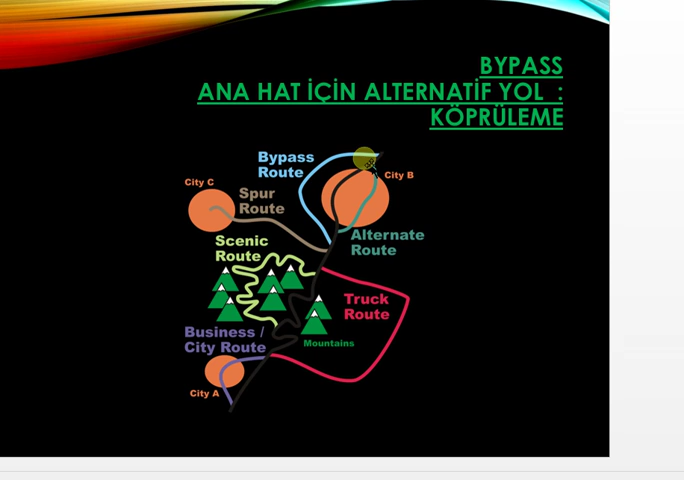 BYPASS
ANA HAT İÇİN ALTERNATİF YOL :
KÖPRÜLEME
Bypass
Route
City B
City C
Spur
Route
Alternate
Route
Scenic
Route
Truck
Route
Business /
City Route
Mountains
City A